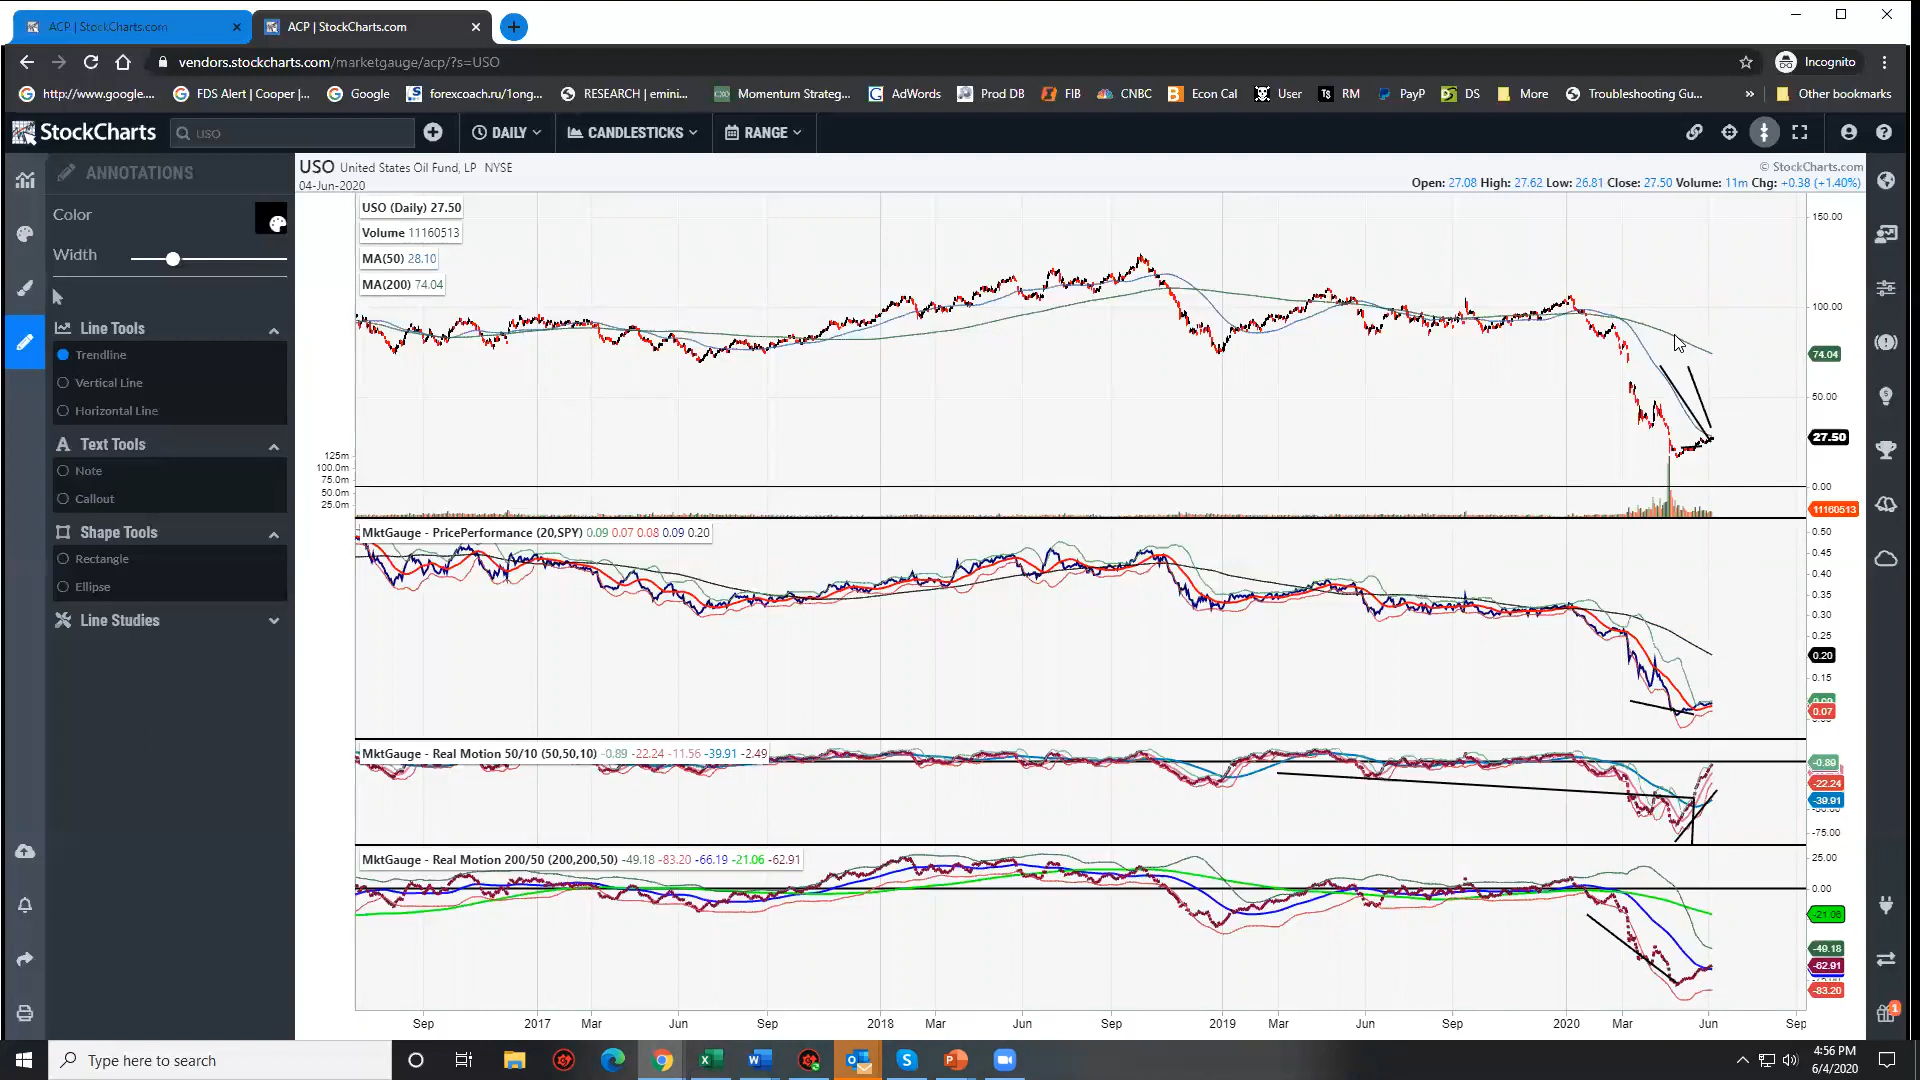 ACP | StockCharts.com
ACP | StockCharts.com
vendors.stockcharts.com/marketgauge/acp/?s=USO
Incognito
http://www.google....
FDS Alert | Cooper |...
Google
forexcoach.ru/1ong...
RESEARCH | emini...
Momentum Strateg...
AdWords
Prod DB
FIB
CNBC
Econ Cal
User
RM
PayP
DS
More
Troubleshooting Gu...
»
Other bookmarks
StockCharts
USO
DAILY
CANDLESTICKS
RANGE
ANNOTATIONS
Color
Width
Line Tools
Trendline
Vertical Line
Horizontal Line
Text Tools
Note
Callout
Shape Tools
Rectangle
Ellipse
Line Studies
USO United States Oil Fund, LP NYSE
04-Jun-2020
© StockCharts.com
Open: 27.08 High: 27.62 Low: 26.81 Close: 27.50 Volume: 11m Chg: +0.38 (+1.40%)
USO (Daily) 27.50
Volume 11160513
MA(50) 28.10
MA(200) 74.04
150.00
100.00
74.04
50.00
27.50
0.00
11160513
125m
100.0m
75.0m
50.0m
25.0m
MktGauge - PricePerformance (20,SPY) 0.09 0.07 0.08 0.09 0.20
0.50
0.45
0.40
0.35
0.30
0.25
0.20
0.15
0.07
MktGauge - Real Motion 50/10 (50,50,10) -0.89 -22.24 -11.56 -39.91 -2.49
-0.89
-22.24
-39.91
-75.00
MktGauge - Real Motion 200/50 (200,200,50) -49.18 -83.20 -66.19 -21.06 -62.91
25.00
0.00
-21.06
-49.18
-62.91
-83.20
Sep 2017 Mar Jun Sep 2018 Mar Jun Sep 2019 Mar Jun Sep 2020 Mar Jun Sep
1
Type here to search
4:56 PM
6/4/2020